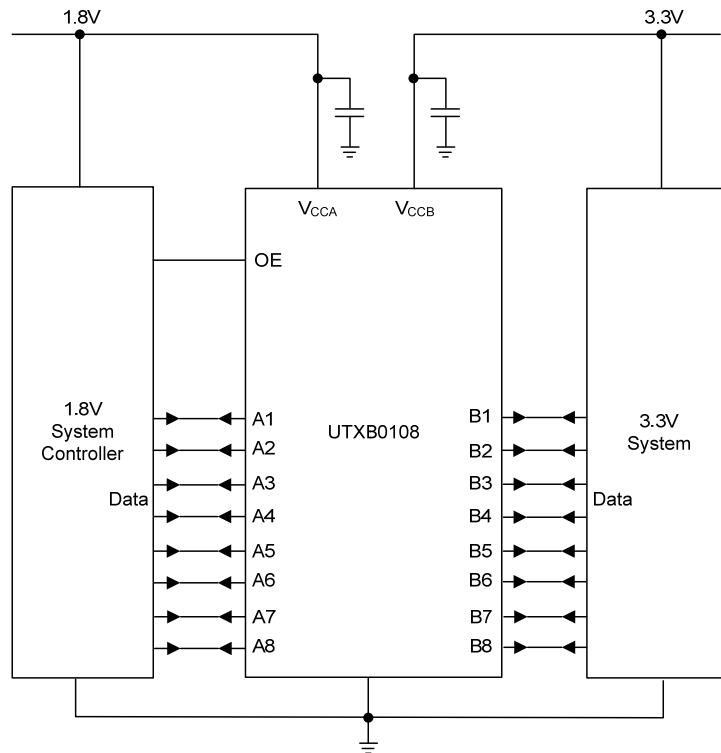 1.8V
3.3V
VCCA
VCCB
OE
1.8V
System
Controller
Data
A1
A2
A3
A4
A5
A6
A7
A8
UTXB0108
B1
B2
B3
B4
B5
B6
B7
B8
3.3V
System
Data